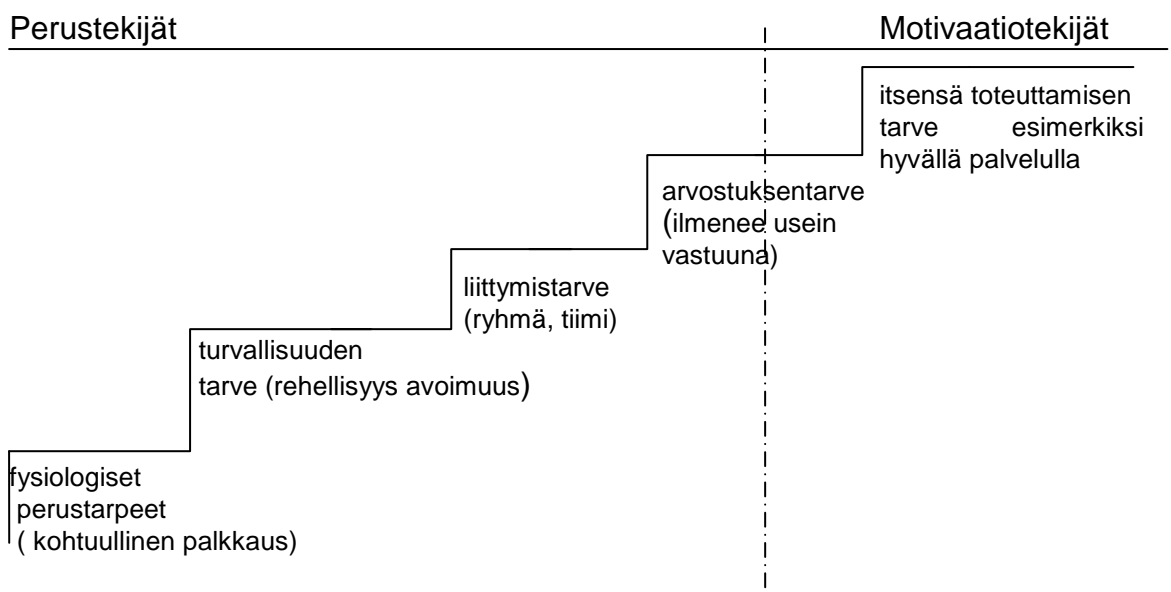 Perustekijät
Motivaatiotekijät
itsensä toteuttamisen
tarve esimerkiksi
hyvällä palvelulla
arvostuksentarve
(ilmenee usein
vastuuna)
liittymistarve
(ryhmä, tiimi)
turvallisuuden
tarve (rehellisyys avoimuus)
fysiologiset
perustarpeet
( kohtuullinen palkkaus)